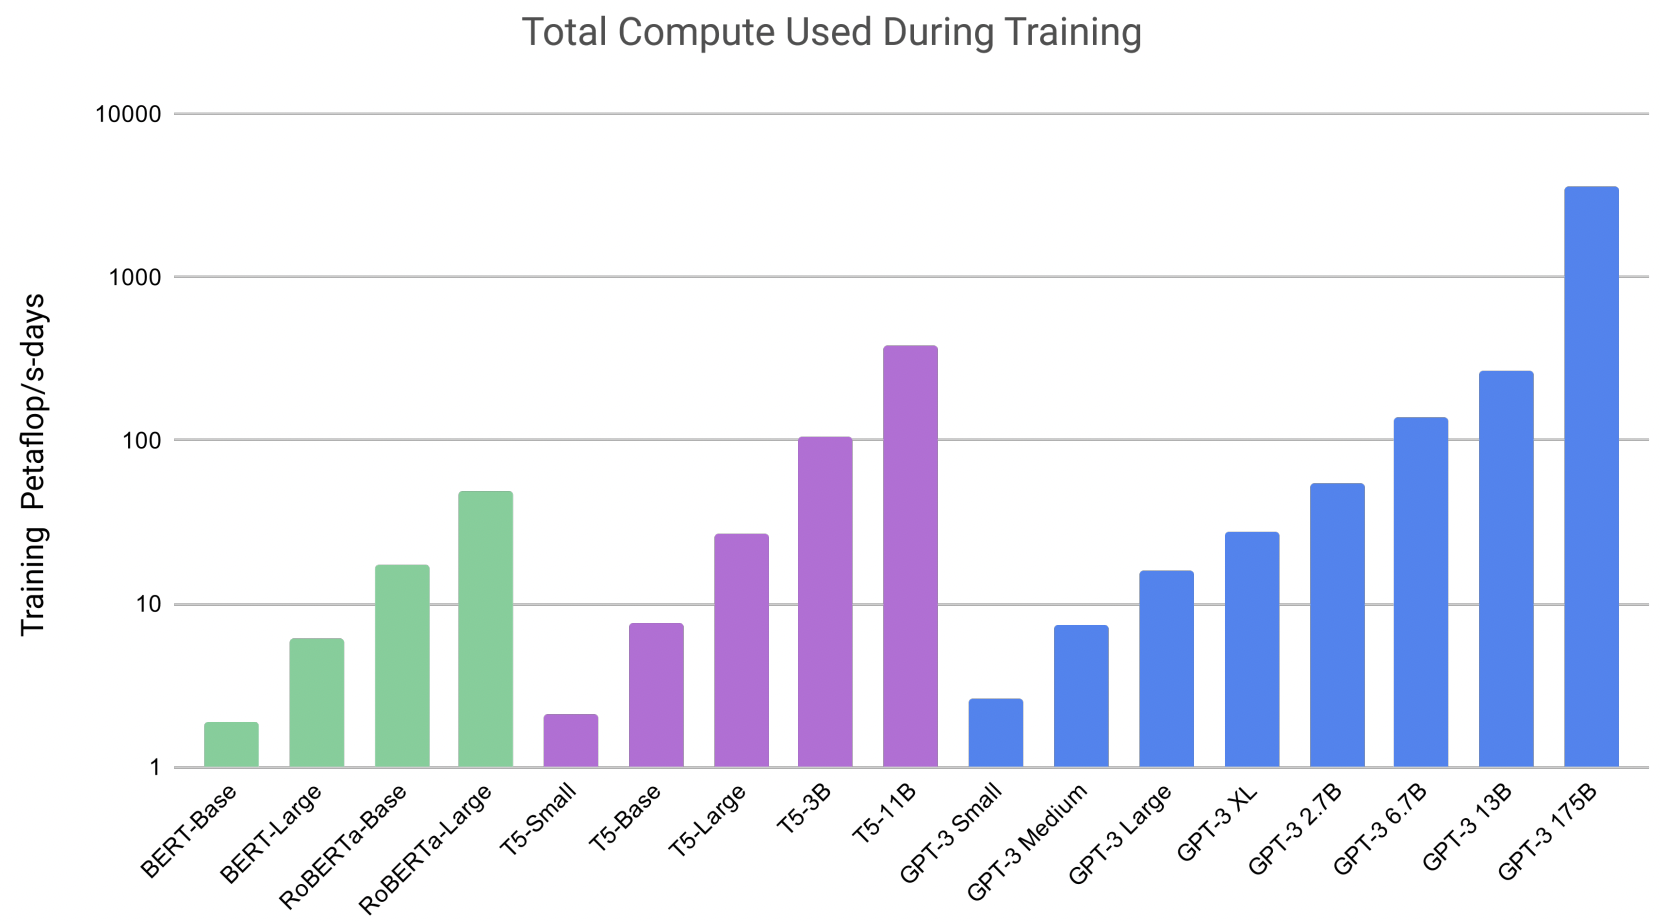 Total Compute Used During Training
Training Petaflop/s-days
10000
1000
100
10
1
BERT-Base
BERT-Large
RoBERTa-Base
RoBERTa-Large
T5-Small
T5-Base
T5-Large
T5-3B
T5-11B
GPT-3 Small
GPT-3 Medium
GPT-3 Large
GPT-3 XL
GPT-3 2.7B
GPT-3 6.7B
GPT-3 13B
GPT-3 175B